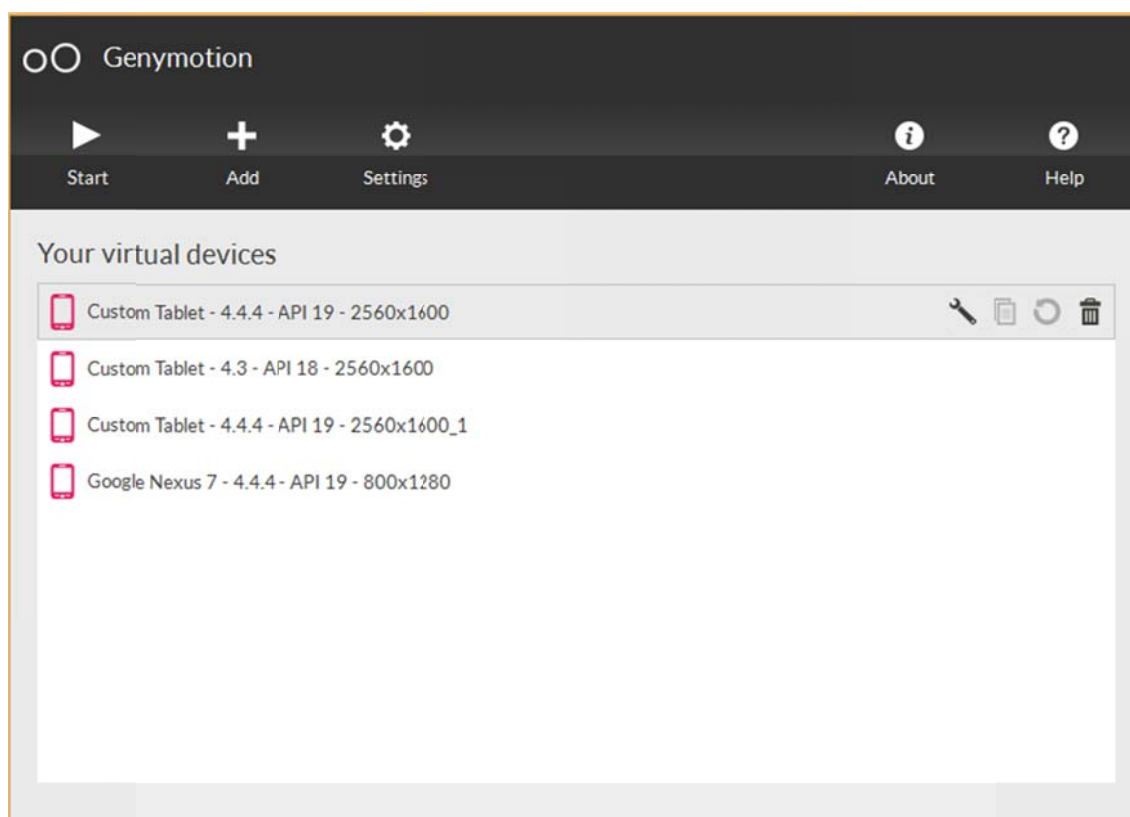 Genymotion
Start Add Settings About Help
Your virtual devices
Custom Tablet - 4.4.4 - API 19 - 2560x1600
Custom Tablet - 4.3 - API 18 - 2560x1600
Custom Tablet - 4.4.4 - API 19 - 2560x1600_1
Google Nexus 7 - 4.4.4 - API 19 - 800x1280